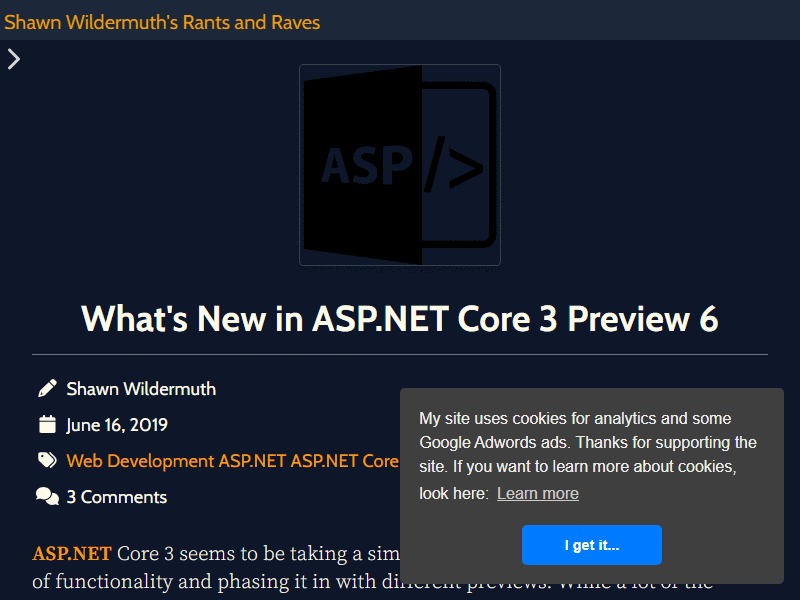 Shawn Wildermuth's Rants and Raves
ASP />
What's New in ASP.NET Core 3 Preview 6
Shawn Wildermuth
June 16, 2019
Web Development ASP.NET ASP.NET Core
3 Comments
ASP.NET Core 3 seems to be taking a sim
of functionality and phasing it in with different previews. While a lot of the
My site uses cookies for analytics and some
Google Adwords ads. Thanks for supporting the
site. If you want to learn more about cookies,
look here: Learn more
I get it...